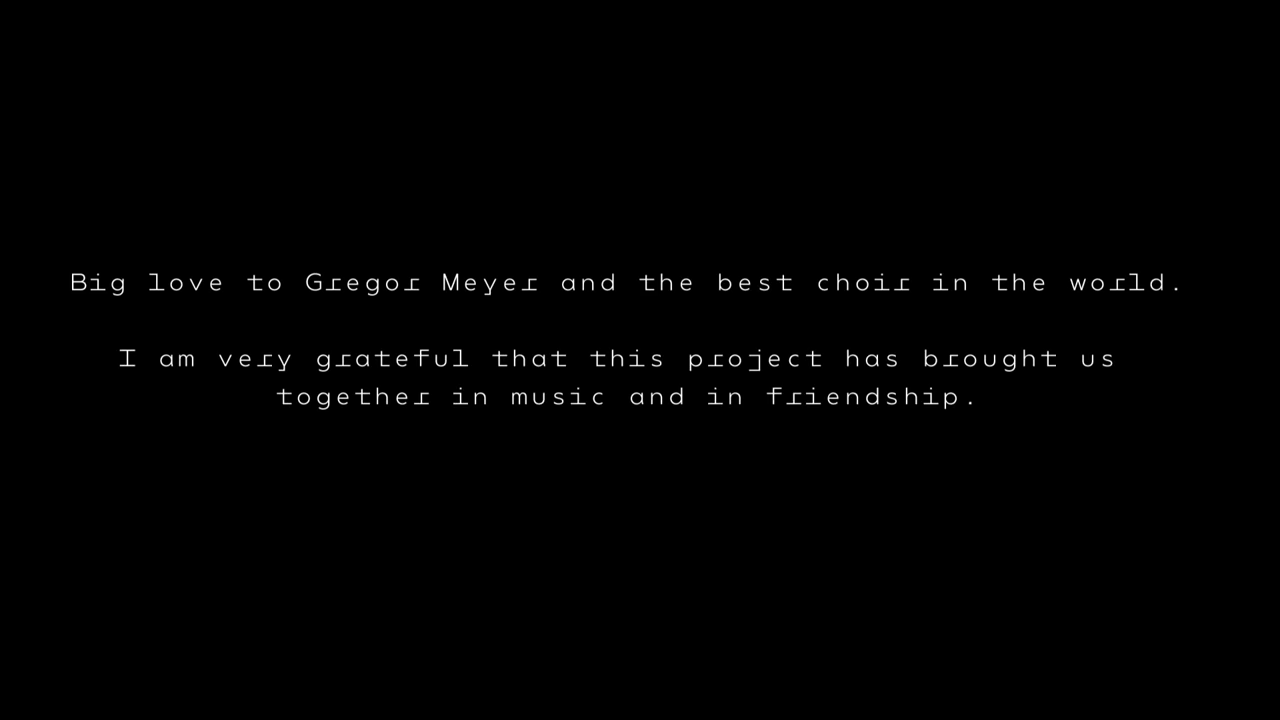 Big love to Gregor Meyer and the best choir in the world.
I am very grateful that this project has brought us
together in music and in friendship.